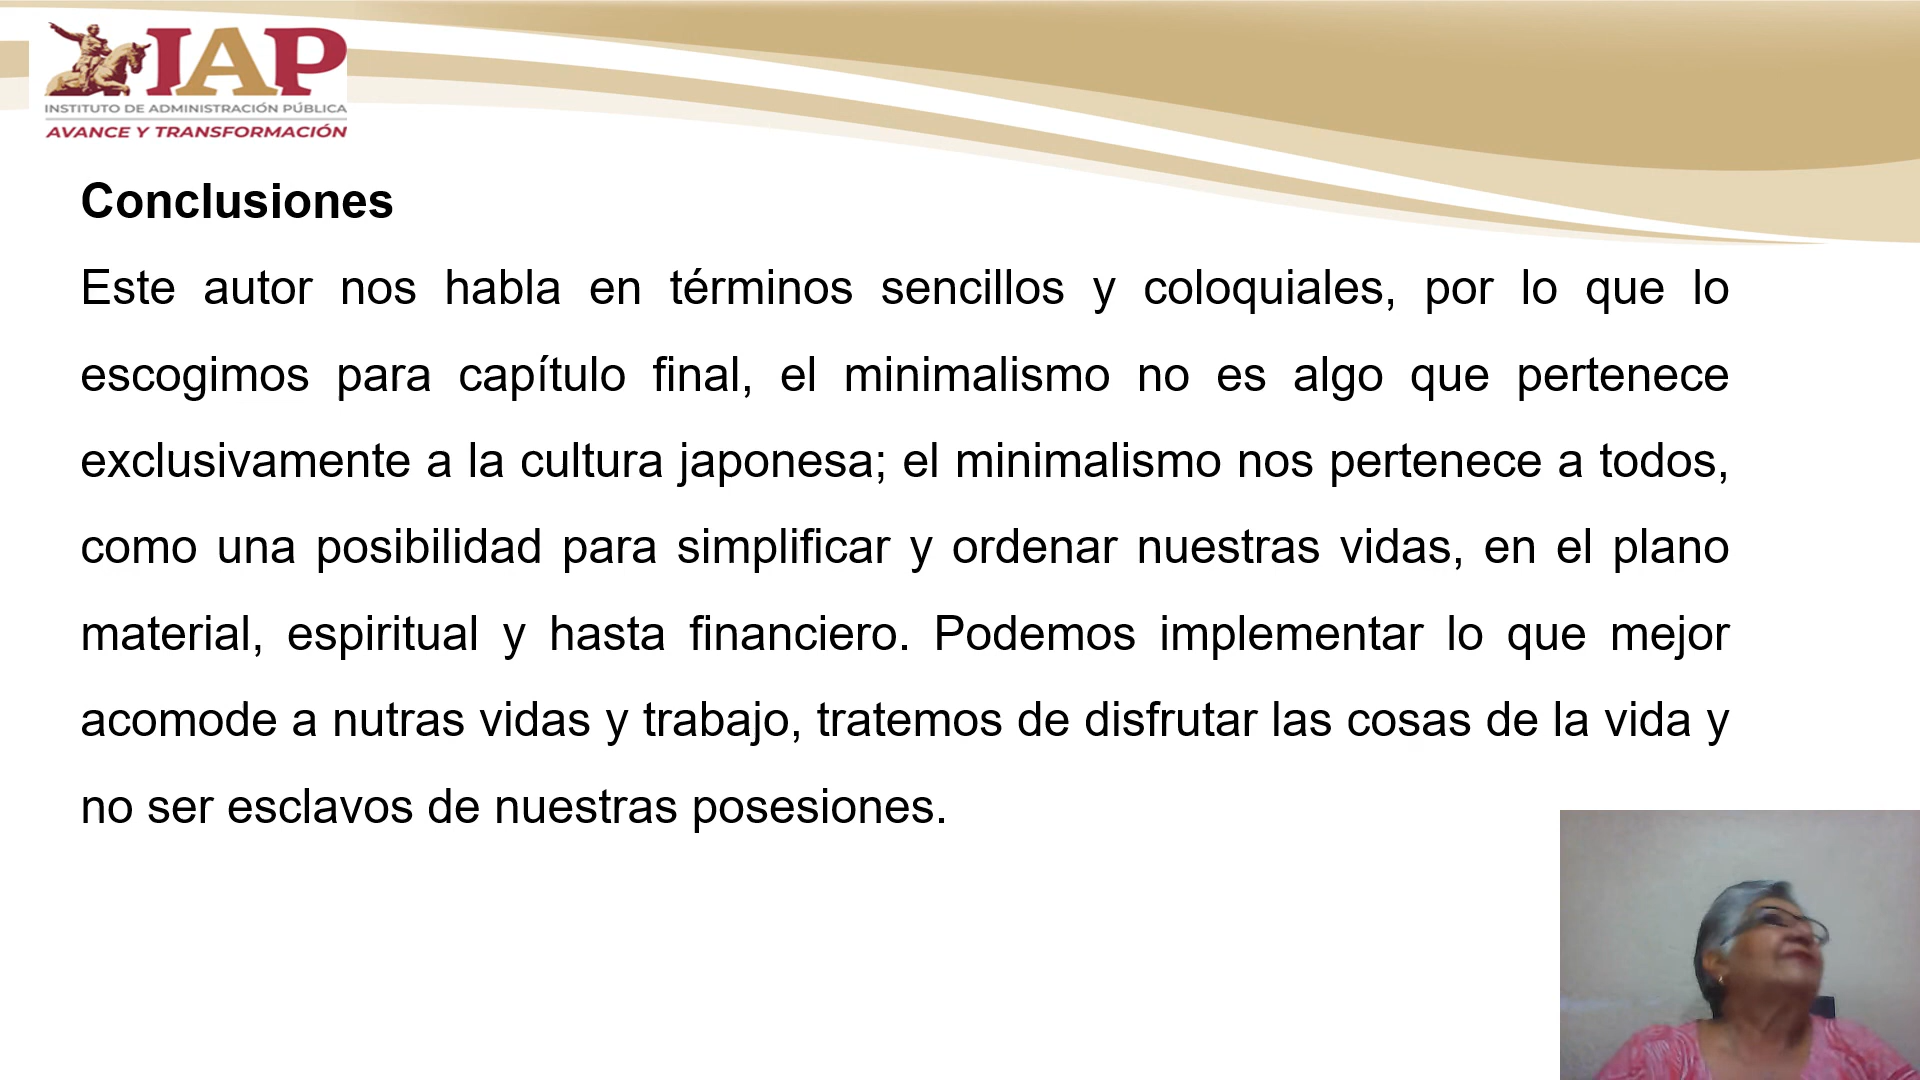 IAP
INSTITUTO DE ADMINISTRACIÓN PÚBLICA
AVANCE Y TRANSFORMACIÓN
Conclusiones
Este autor nos habla en términos sencillos y coloquiales, por lo que lo
escogimos para capítulo final, el minimalismo no es algo que pertenece
exclusivamente a la cultura japonesa; el minimalismo nos pertenece a todos,
como una posibilidad para simplificar y ordenar nuestras vidas, en el plano
material, espiritual y hasta financiero. Podemos implementar lo que mejor
acomode a nutras vidas y trabajo, tratemos de disfrutar las cosas de la vida y
no ser esclavos de nuestras posesiones.